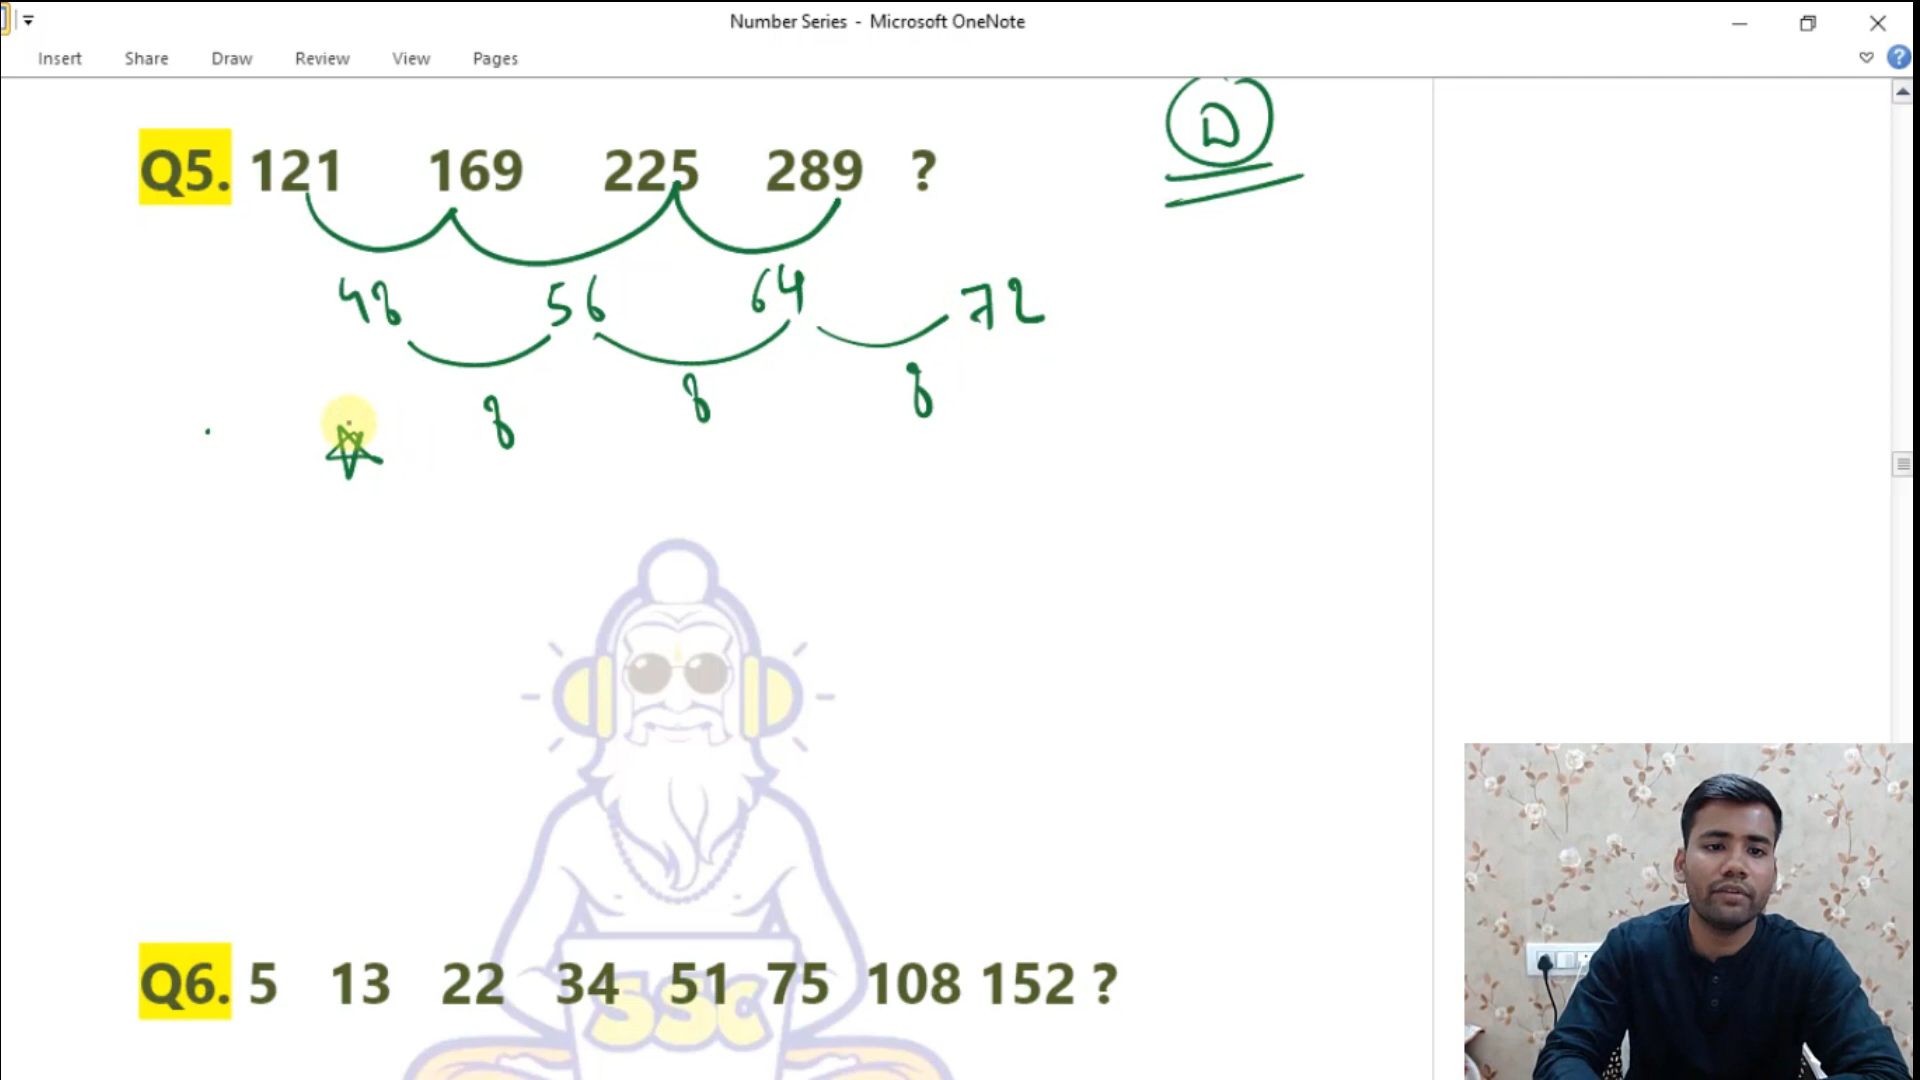 Number Series - Microsoft OneNote
Insert Share Draw Review View Pages
D
Q5. 121 169 225 289 ?
48 56 64 72
8 8 8
Q6. 5 13 22 34 51 75 108 152 ?
SSC